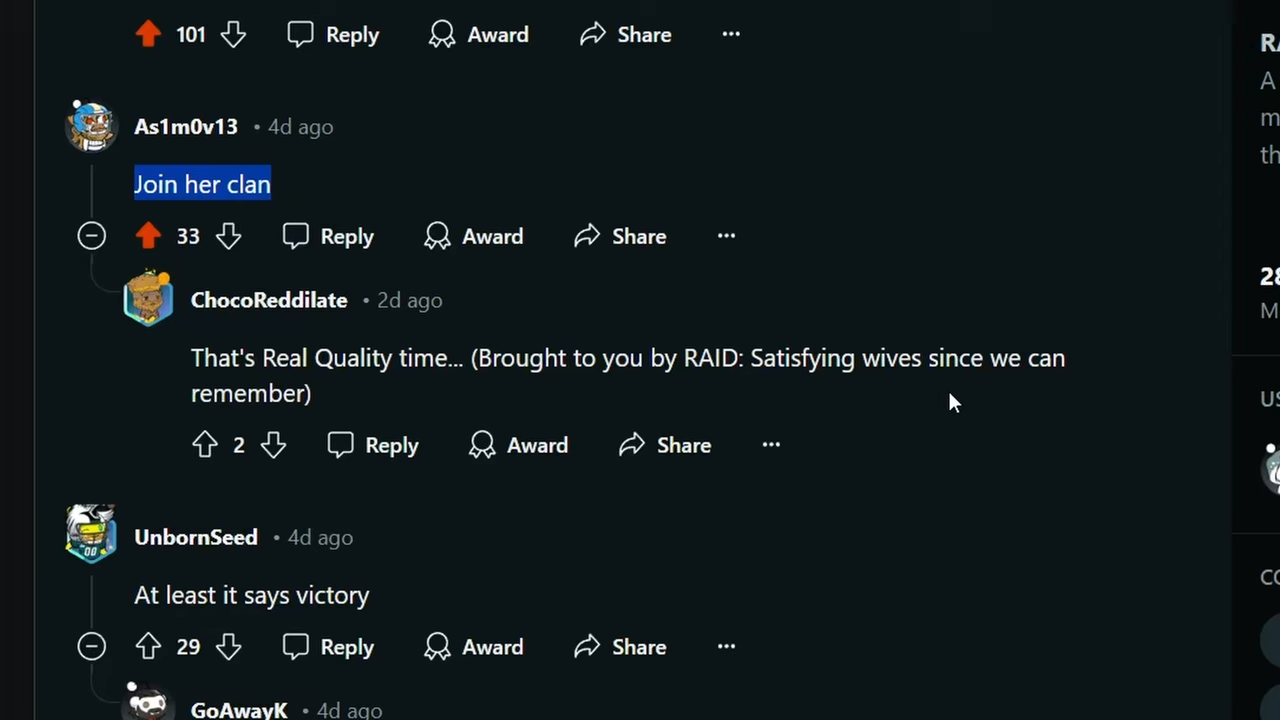 101 Reply Award Share
As1m0v13 • 4d ago
Join her clan
33 Reply Award Share
ChocoReddilate • 2d ago
That's Real Quality time... (Brought to you by RAID: Satisfying wives since we can
remember)
2 Reply Award Share
UnbornSeed • 4d ago
At least it says victory
29 Reply Award Share
GoAwayK • 4d ago